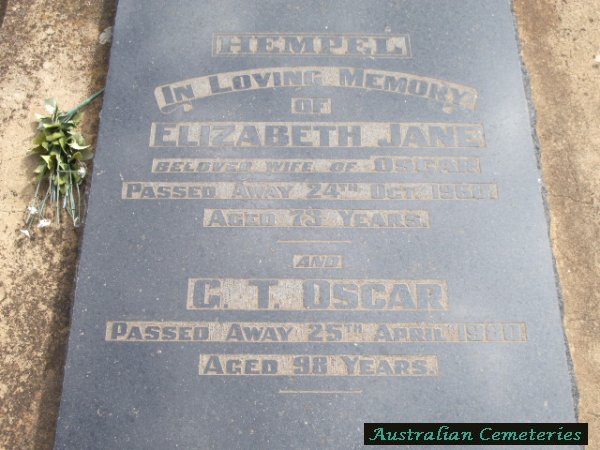 HEMPEL
IN LOVING MEMORY
OF
ELIZABETH JANE
BELOVED WIFE OF OSCAR
PASSED AWAY 24TH OCT. 1960.
AGED 73 YEARS.
AND
C. T. OSCAR
PASSED AWAY 25TH APRIL
AGED 98 YEARS.
Australian Cemeteries